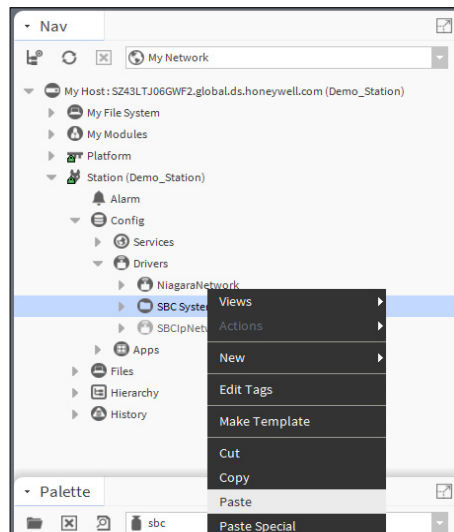 Nav
My Network
My Host : SZ43LTJ06GWF2.global.ds.honeywell.com (Demo_Station)
My File System
My Modules
Platform
Station (Demo_Station)
Alarm
Config
Services
Drivers
NiagaraNetwork
SBC System
SBCIpNetw
Apps
Files
Hierarchy
History
Views
Actions
New
Edit Tags
Make Template
Cut
Copy
Paste
Paste Special
Palette
sbc